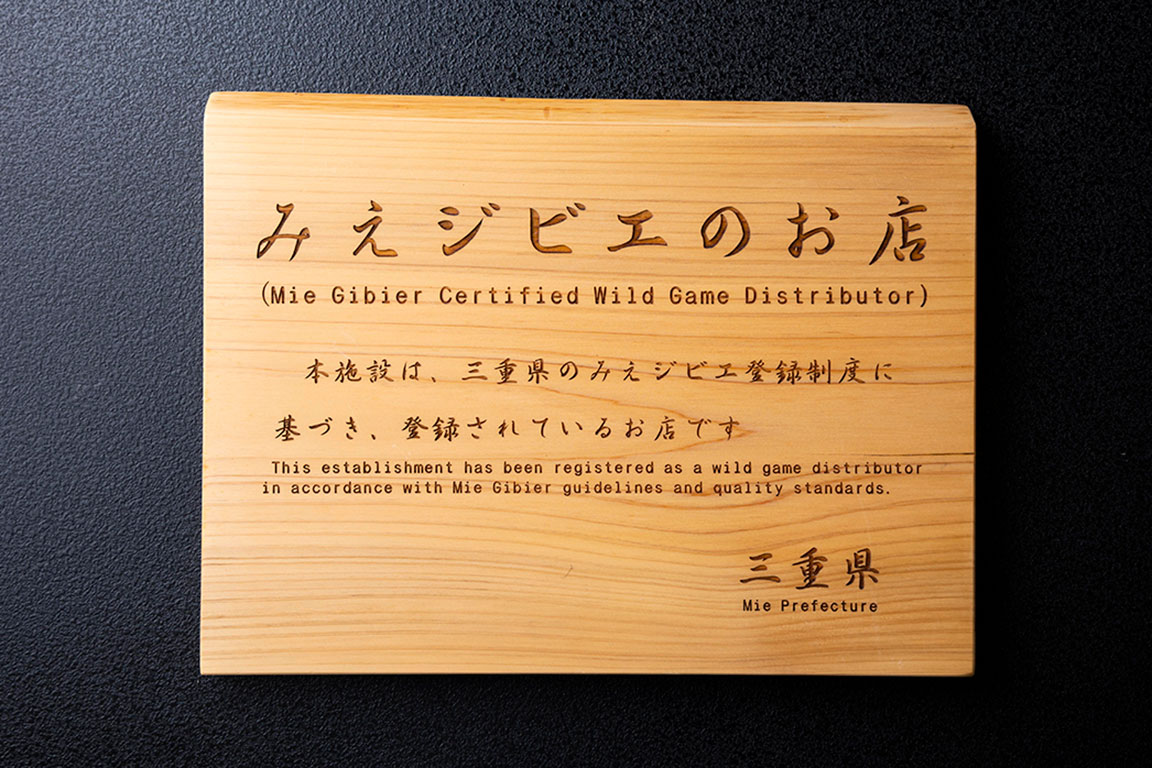 みえジビエのお店
(Mie Gibier Certified Wild Game Distributor)
本施設は、三重県のみえジビエ登録制度に
基づき、登録されているお店です
This establishment has been registered as a wild game distributor
in accordance with Mie Gibier guidelines and quality standards.
三重県
Mie Prefecture